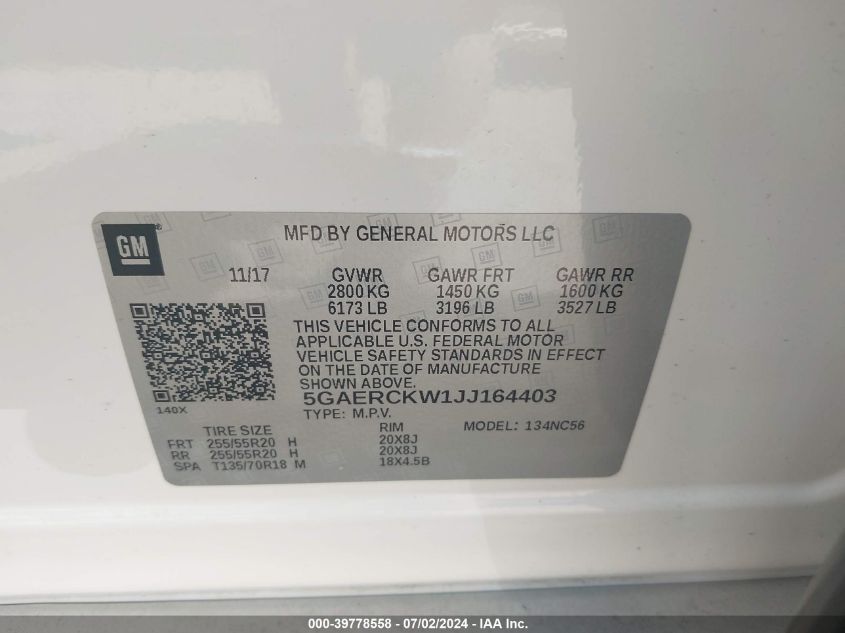 GM
MFD BY GENERAL MOTORS LLC
11/17 GVWR GAWR FRT GAWR RR
2800 KG 1450 KG 1600 KG
6173 LB 3196 LB 3527 LB
THIS VEHICLE CONFORMS TO ALL
APPLICABLE U.S. FEDERAL MOTOR
VEHICLE SAFETY STANDARDS IN EFFECT
ON THE DATE OF MANUFACTURE
SHOWN ABOVE.
5GAERCKW1JJ164403
140X
TYPE: M.P.V.
TIRE SIZE RIM MODEL: 134NC56
FRT 255/55R20 H 20X8J
RR 255/55R20 H 20X8J
SPA T135/70R18 M 18X4.5B
000-39778558 - 07/02/2024 - IAA Inc.